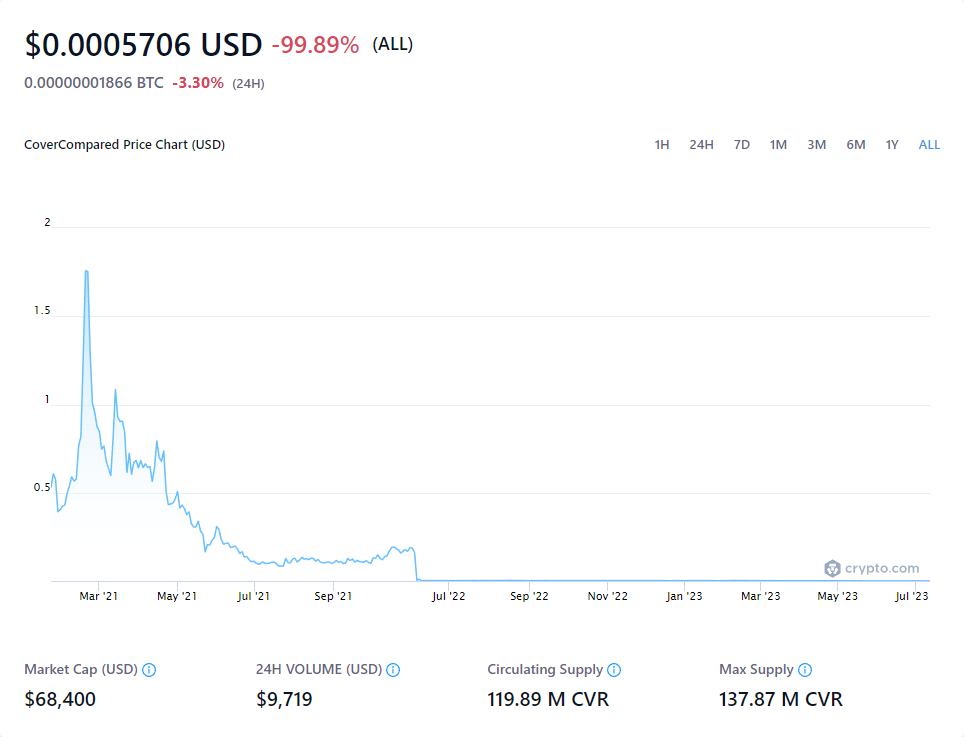 $0.0005706 USD -99.89% (ALL)
0.00000001866 BTC -3.30% (24H)
CoverCompared Price Chart (USD) 1H 24H 7D 1M 3M 6M 1Y ALL
2
1.5
1
0.5
crypto.com
Mar '21 May '21 Jul '21 Sep '21 Jul '22 Sep '22 Nov '22 Jan '23 Mar '23 May '23 Jul '23
Market Cap (USD) 24H VOLUME (USD) Circulating Supply Max Supply
$68,400 $9,719 119.89 M CVR 137.87 M CVR